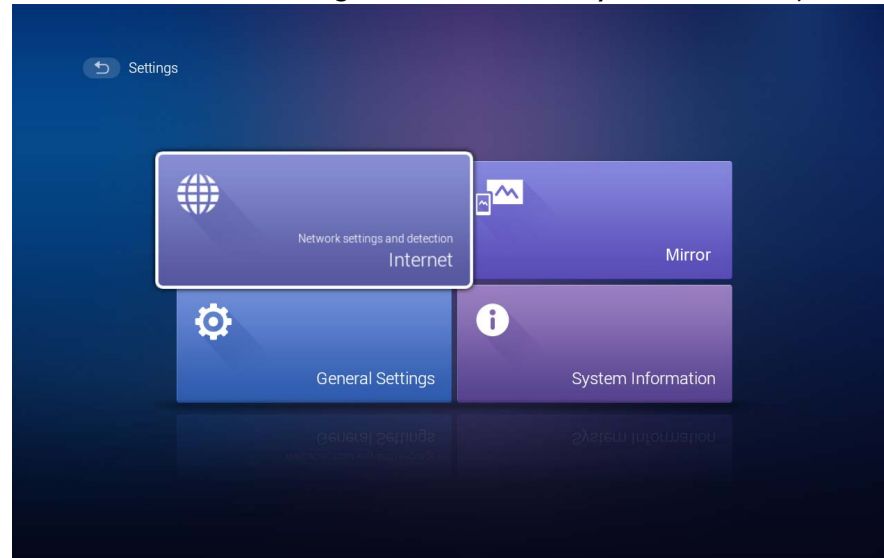 Settings
Network settings and detection
Internet
Mirror
General Settings
System Information